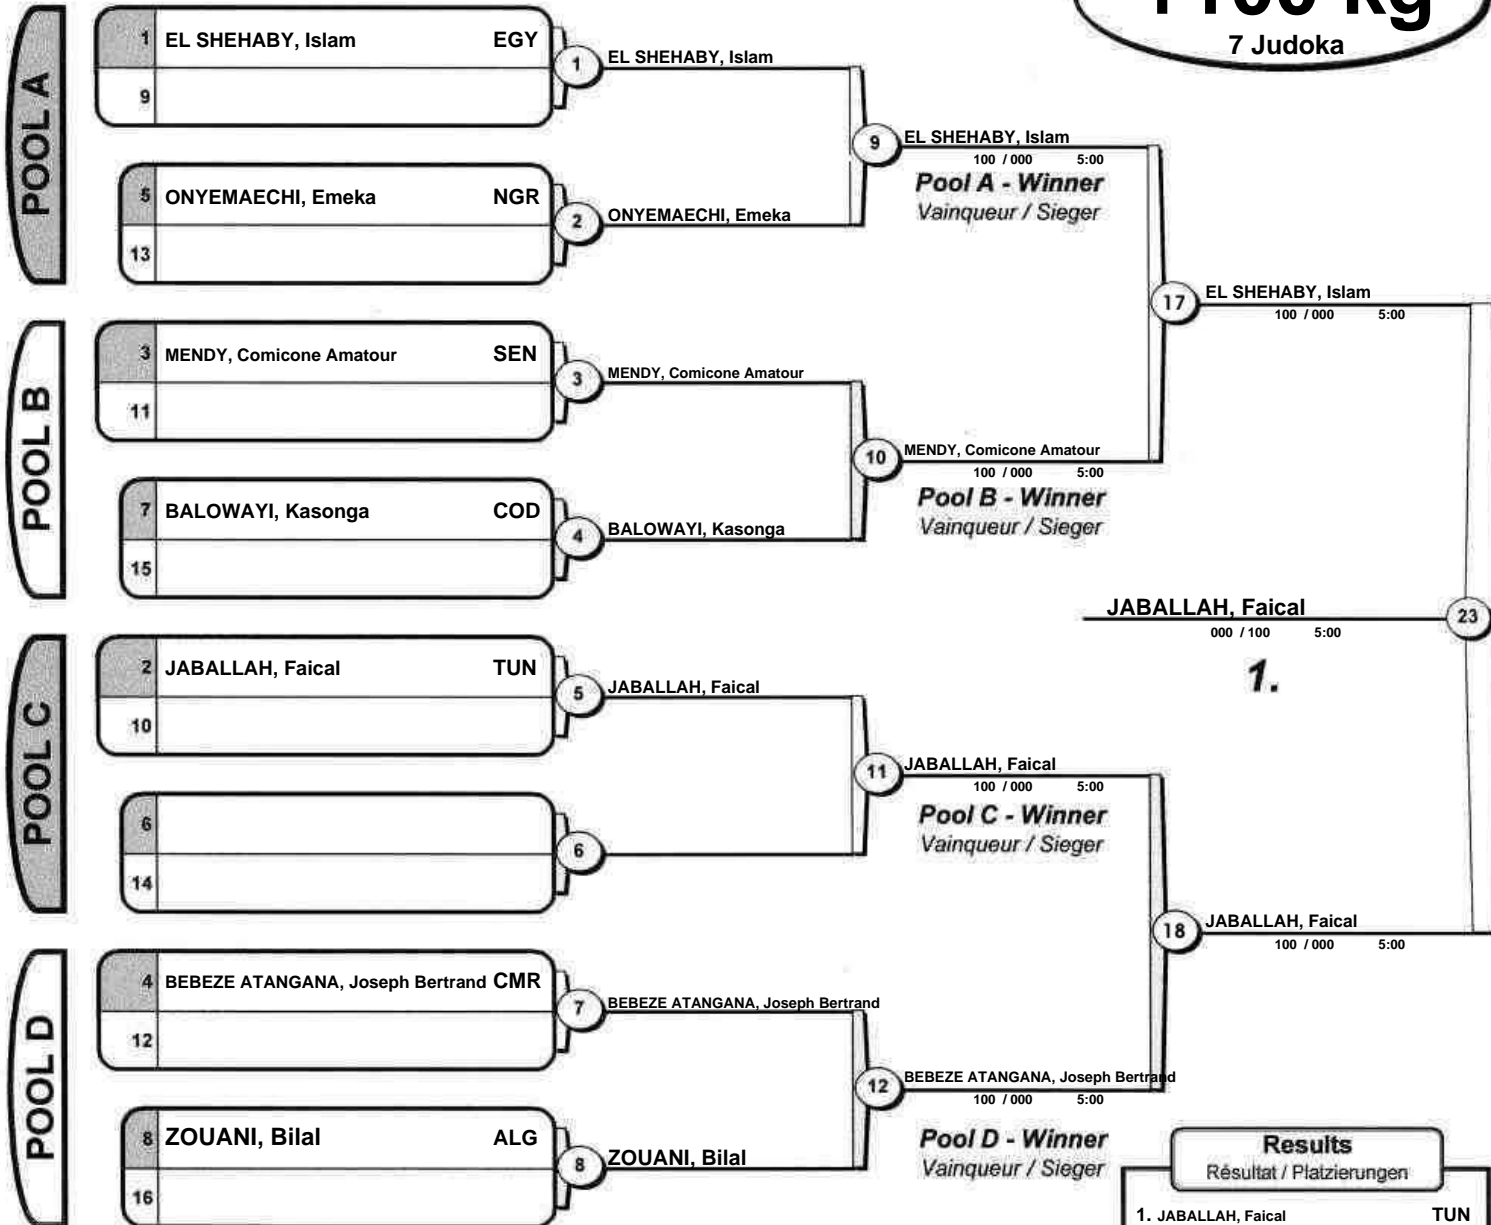 7 Judoka
POOL A
1 EL SHEHABY, Islam EGY
9
1
EL SHEHABY, Islam
5 ONYEMAECHI, Emeka NGR
13
2
ONYEMAECHI, Emeka
9
EL SHEHABY, Islam
100 / 000 5:00
Pool A - Winner
Vainqueur / Sieger
POOL B
3 MENDY, Comicone Amatour SEN
11
3
MENDY, Comicone Amatour
7 BALOWAYI, Kasonga COD
15
4
BALOWAYI, Kasonga
10
MENDY, Comicone Amatour
100 / 000 5:00
Pool B - Winner
Vainqueur / Sieger
17
EL SHEHABY, Islam
100 / 000 5:00
JABALLAH, Faical
000 / 100 5:00
23
1.
POOL C
2 JABALLAH, Faical TUN
10
5
JABALLAH, Faical
6
14
6
11
JABALLAH, Faical
100 / 000 5:00
Pool C - Winner
Vainqueur / Sieger
18
JABALLAH, Faical
100 / 000 5:00
POOL D
4 BEBEZE ATANGANA, Joseph Bertrand CMR
12
7
BEBEZE ATANGANA, Joseph Bertrand
8 ZOUANI, Bilal ALG
16
8
ZOUANI, Bilal
12
BEBEZE ATANGANA, Joseph Bertrand
100 / 000 5:00
Pool D - Winner
Vainqueur / Sieger
Results
Résultat / Platzierungen
1. JABALLAH, Faical TUN